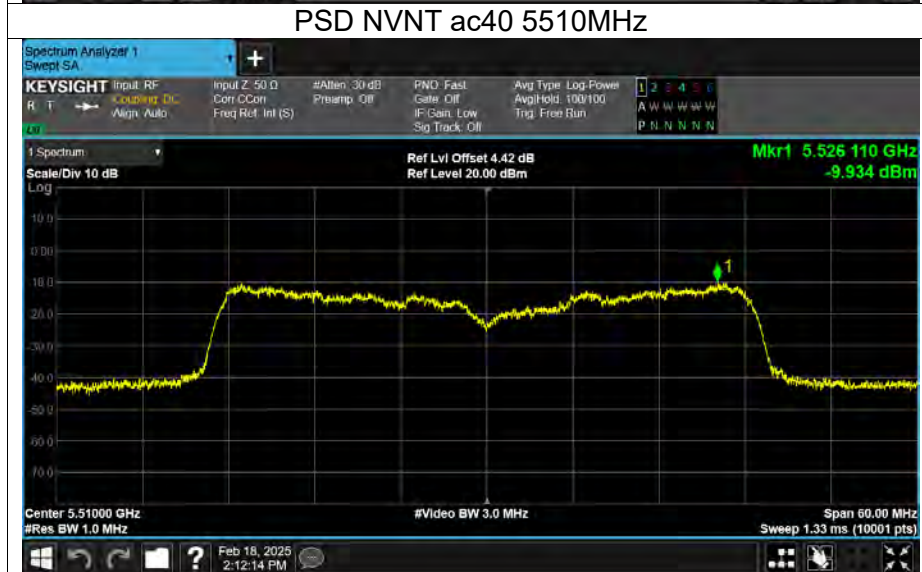 PSD NVNT ac40 5510MHz
Spectrum Analyzer 1
Swept SA
+
KEYSIGHT Input: RF Input Z: 50 Ω #Atten: 30 dB PNO: Fast Avg Type: Log-Power 1 2 3 4 5 6
R T Coupling: DC Corr CCorr Preamp: Off Gate: Off Avg|Hold: 100/100 A W W W W W
Align: Auto Freq Ref: Int (S) IF Gain: Low Trig: Free Run
Sig Track: Off P N N N N N
1 Spectrum Ref Lvl Offset 4.42 dB Mkr1 5.526 110 GHz
Scale/Div 10 dB Ref Level 20.00 dBm -9.934 dBm
Log
10.0
0.00
1
-10.0
-20.0
-30.0
-40.0
-50.0
-60.0
-70.0
Center 5.51000 GHz #Video BW 3.0 MHz Span 60.00 MHz
#Res BW 1.0 MHz Sweep 1.33 ms (10001 pts)
? Feb 18, 2025
2:12:14 PM